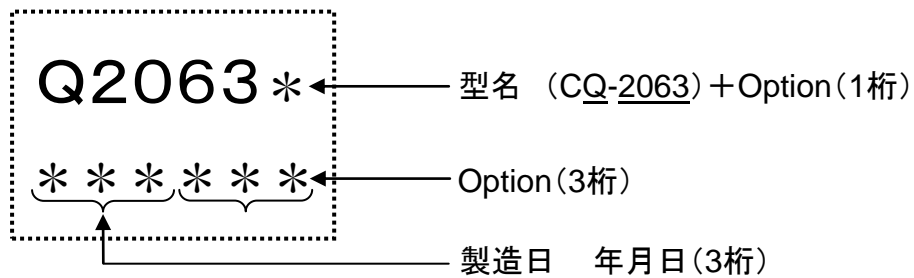 Q2063* 型名 （CQ-2063）＋Option（1桁）
* * * * * * Option（3桁）
製造日 年月日（3桁）